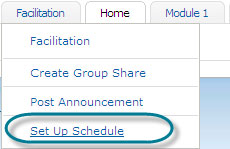 Facilitation Home Module 1
Facilitation
Create Group Share
Post Announcement
Set Up Schedule